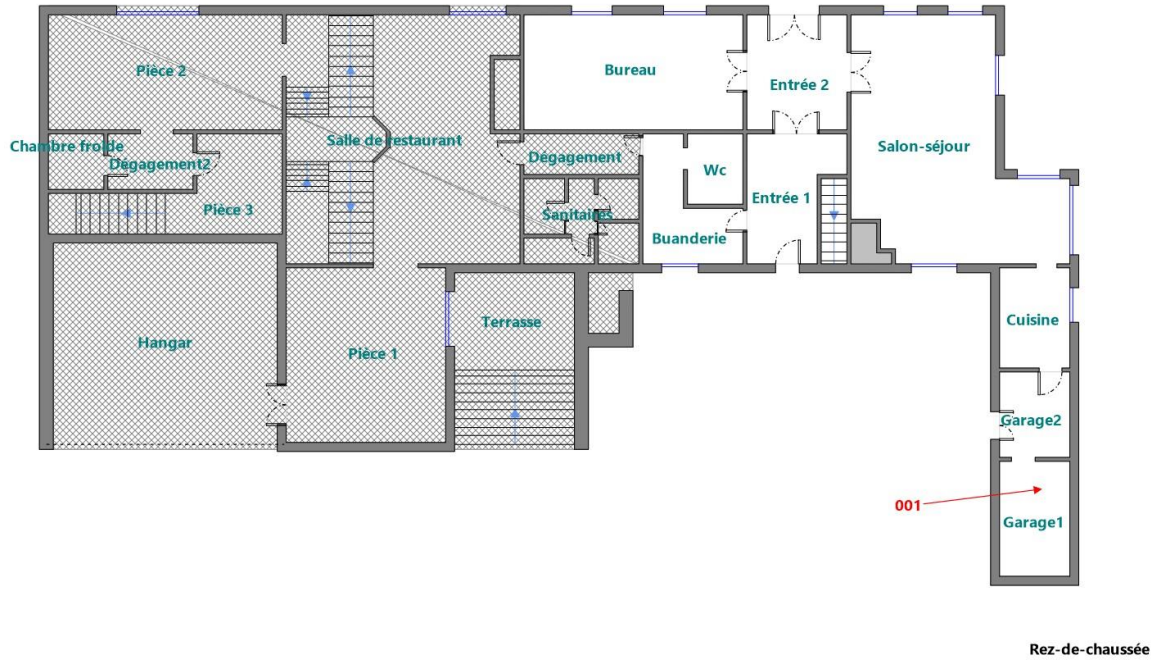 Pièce 2
Bureau
Entrée 2
Salle de restaurant
Chambre froide
Dégagement2
Dégagement
Wc
Salon-séjour
Pièce 3
Sanitaires
Entrée 1
Buanderie
Hangar
Pièce 1
Terrasse
Cuisine
Garage2
001
Garage1
Rez-de-chaussée